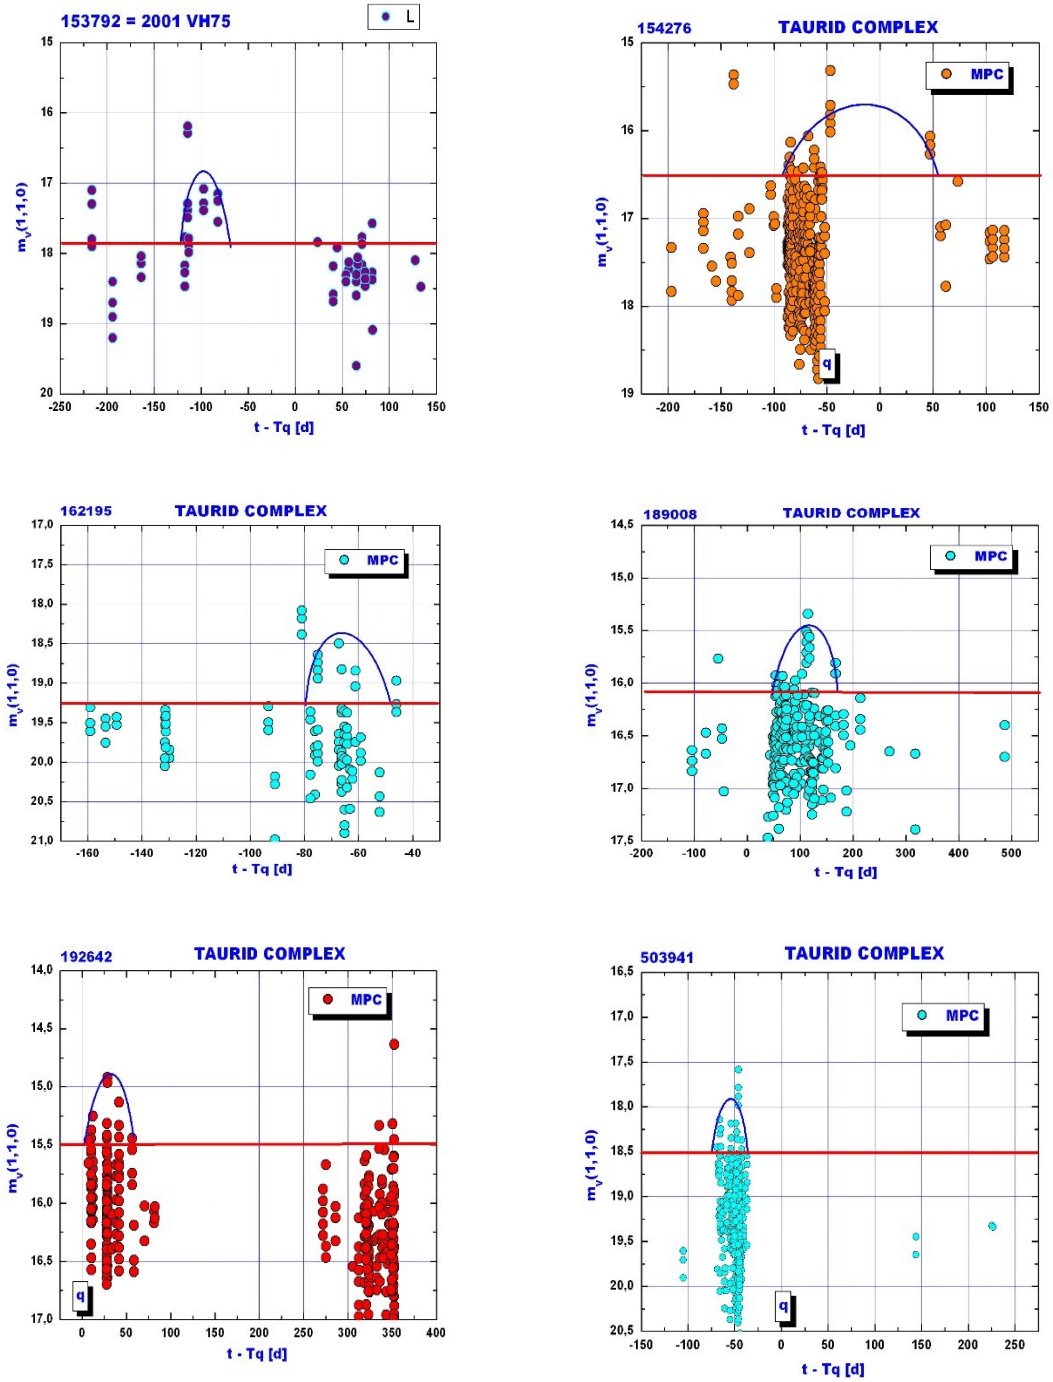 153792 = 2001 VH75
L
15
16
17
18
19
20
m_v(1,1,0)
-250 -200 -150 -100 -50 0 50 100 150
t - Tq [d]
154276 TAURID COMPLEX
MPC
15
16
17
18
19
m_v(1,1,0)
q
-200 -150 -100 -50 0 50 100 150
t - Tq [d]
162195 TAURID COMPLEX
MPC
17,0
17,5
18,0
18,5
19,0
19,5
20,0
20,5
21,0
m_v(1,1,0)
-160 -140 -120 -100 -80 -60 -40
t - Tq [d]
189008 TAURID COMPLEX
MPC
14,5
15,0
15,5
16,0
16,5
17,0
17,5
m_v(1,1,0)
-200 -100 0 100 200 300 400 500
t - Tq [d]
192642 TAURID COMPLEX
MPC
14,0
14,5
15,0
15,5
16,0
16,5
17,0
m_v(1,1,0)
q
0 50 100 150 200 250 300 350 400
t - Tq [d]
503941 TAURID COMPLEX
MPC
16,5
17,0
17,5
18,0
18,5
19,0
19,5
20,0
20,5
m_v(1,1,0)
q
-150 -100 -50 0 50 100 150 200 250
t - Tq [d]